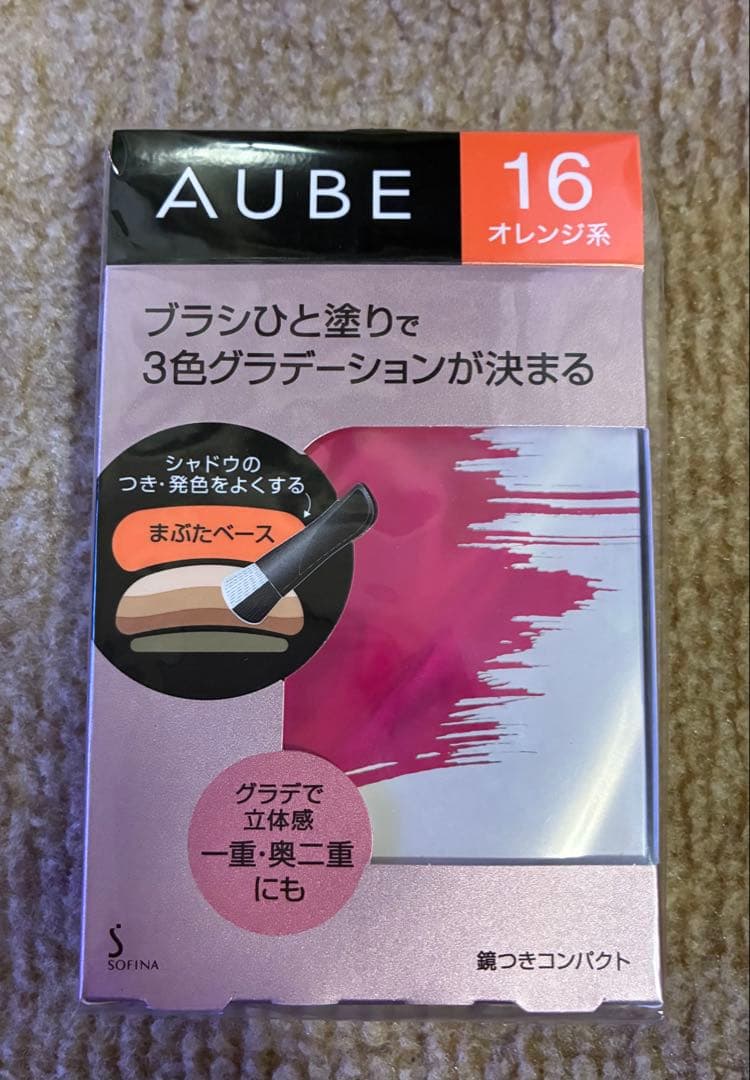 AUBE
16
オレンジ系
ブラシひと塗りで
3色グラデーションが決まる
シャドウの
つき・発色をよくする
まぶたベース
グラデで
立体感
一重・奥二重
にも
SOFINA
鏡つきコンパクト